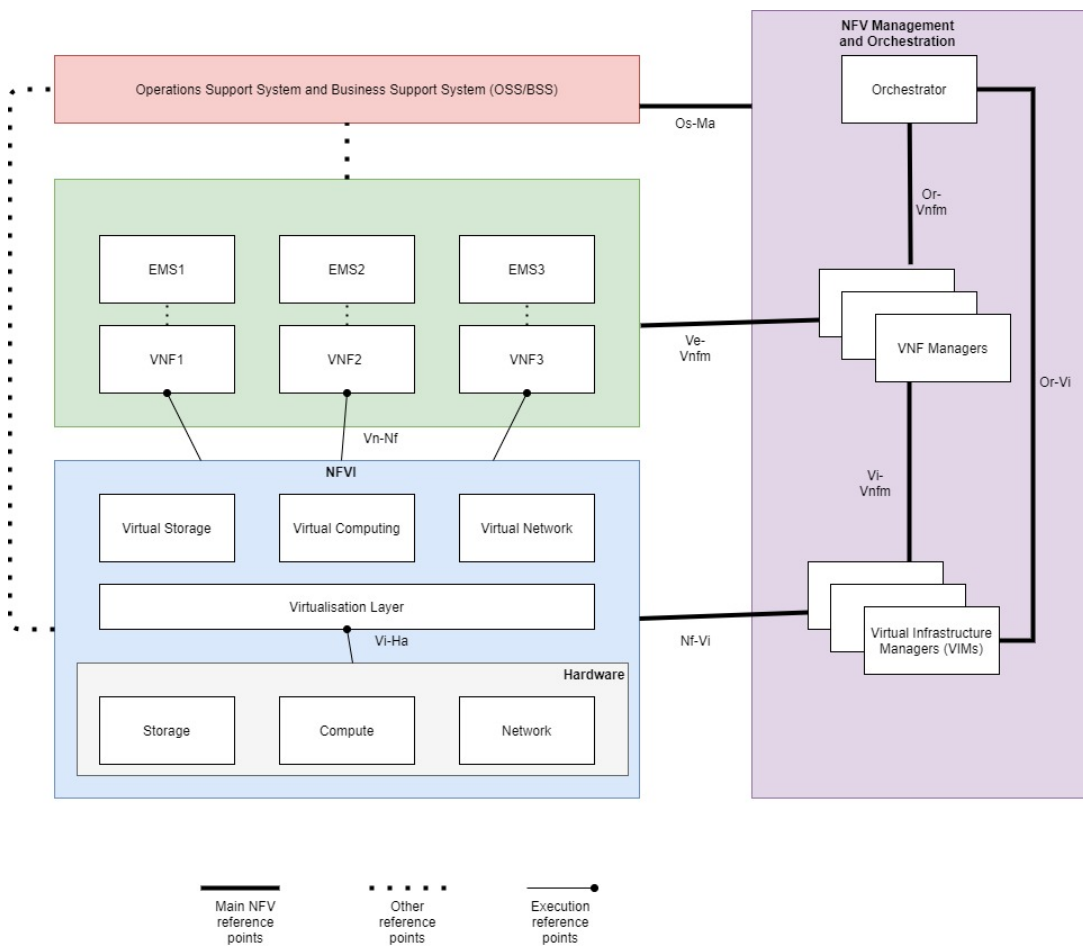 NFV Management
and Orchestration
Operations Support System and Business Support System (OSS/BSS)
Orchestrator
Os-Ma
Or-
Vnfm
EMS1
EMS2
EMS3
VNF1
VNF2
VNF3
Ve-
Vnfm
VNF Managers
Or-Vi
Vn-Nf
NFVI
Vi-
Vnfm
Virtual Storage
Virtual Computing
Virtual Network
Virtualisation Layer
Vi-Ha
Nf-Vi
Virtual Infrastructure
Managers (VIMs)
Hardware
Storage
Compute
Network
Main NFV
reference
points
Other
reference
points
Execution
reference
points